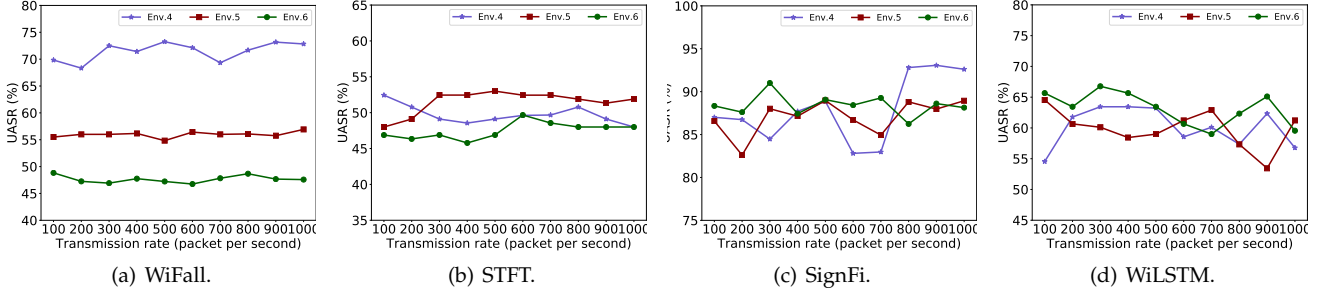 80
75
70
65
60
55
50
45
40
UASR (%)
Env.4 Env.5 Env.6
100 200 300 400 500 600 700 800 900
Transmission rate (packet per second)
(a) WiFall.
65
60
55
50
45
40
35
UASR (%)
Env.4 Env.5 Env.6
100 200 300 400 500 600 700 800 900
Transmission rate (packet per second)
(b) STFT.
100
95
90
85
80
75
UASR (%)
Env.4 Env.5 Env.6
100 200 300 400 500 600 700 800 9001000
Transmission rate (packet per second)
(c) SignFi.
80
75
70
65
60
55
50
45
UASR (%)
Env.4 Env.5 Env.6
100 200 300 400 500 600 700 800 900
Transmission rate (packet per second)
(d) WiLSTM.